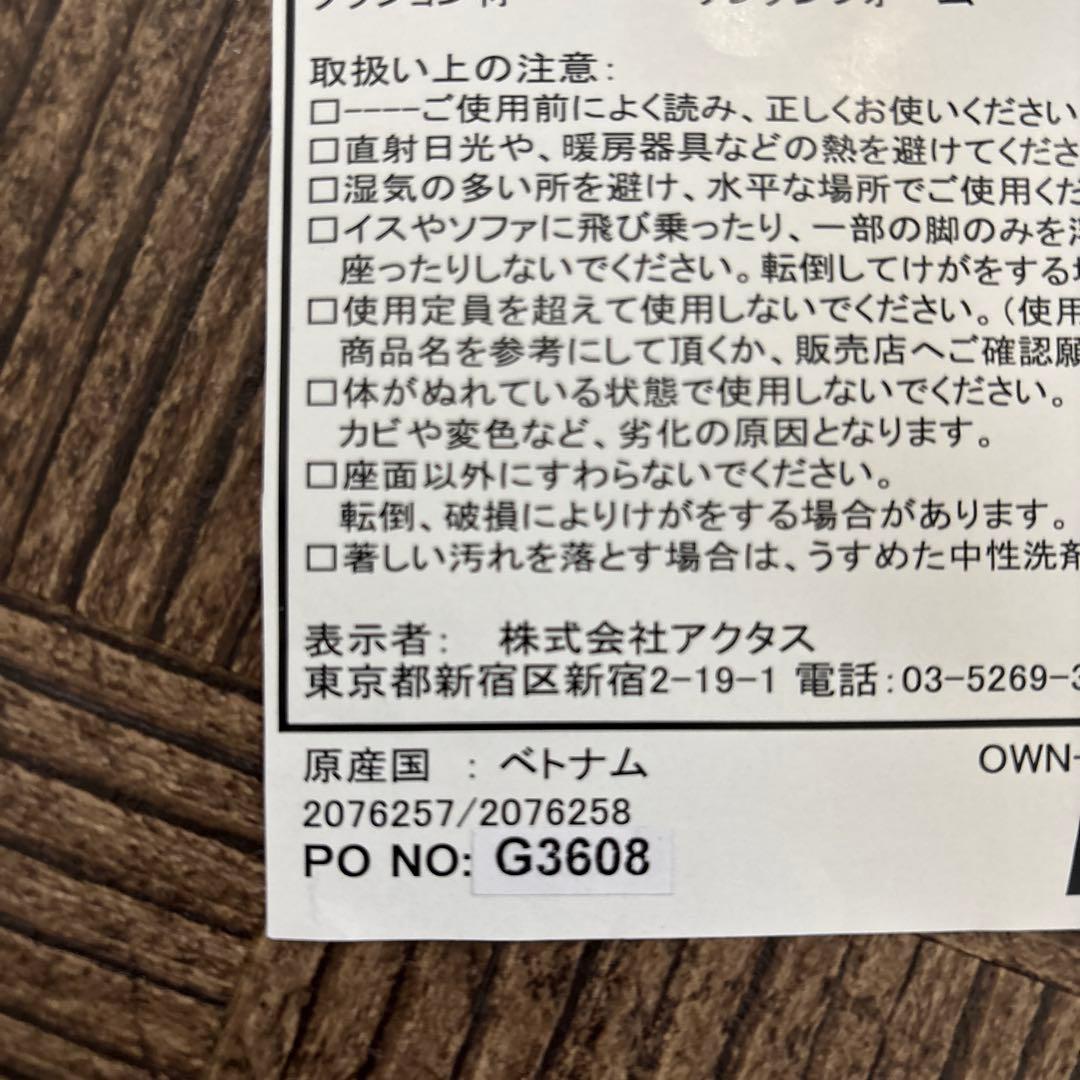 取扱い上の注意：
□----ご使用前によく読み、正しくお使いください
□直射日光や、暖房器具などの熱を避けてくださ
□湿気の多い所を避け、水平な場所でご使用くだ
□イスやソファに飛び乗ったり、一部の脚のみを浮
座ったりしないでください。転倒してけがをする場
□使用定員を超えて使用しないでください。（使用
商品名を参考にして頂くか、販売店へご確認願
□体がぬれている状態で使用しないでください。
カビや変色など、劣化の原因となります。
□座面以外にすわらないでください。
転倒、破損によりけがをする場合があります。
□著しい汚れを落とす場合は、うすめた中性洗剤
表示者： 株式会社アクタス
東京都新宿区新宿2-19-1 電話：03-5269-3
原産国 ：ベトナム OWN-
2076257/2076258
PO NO: G3608